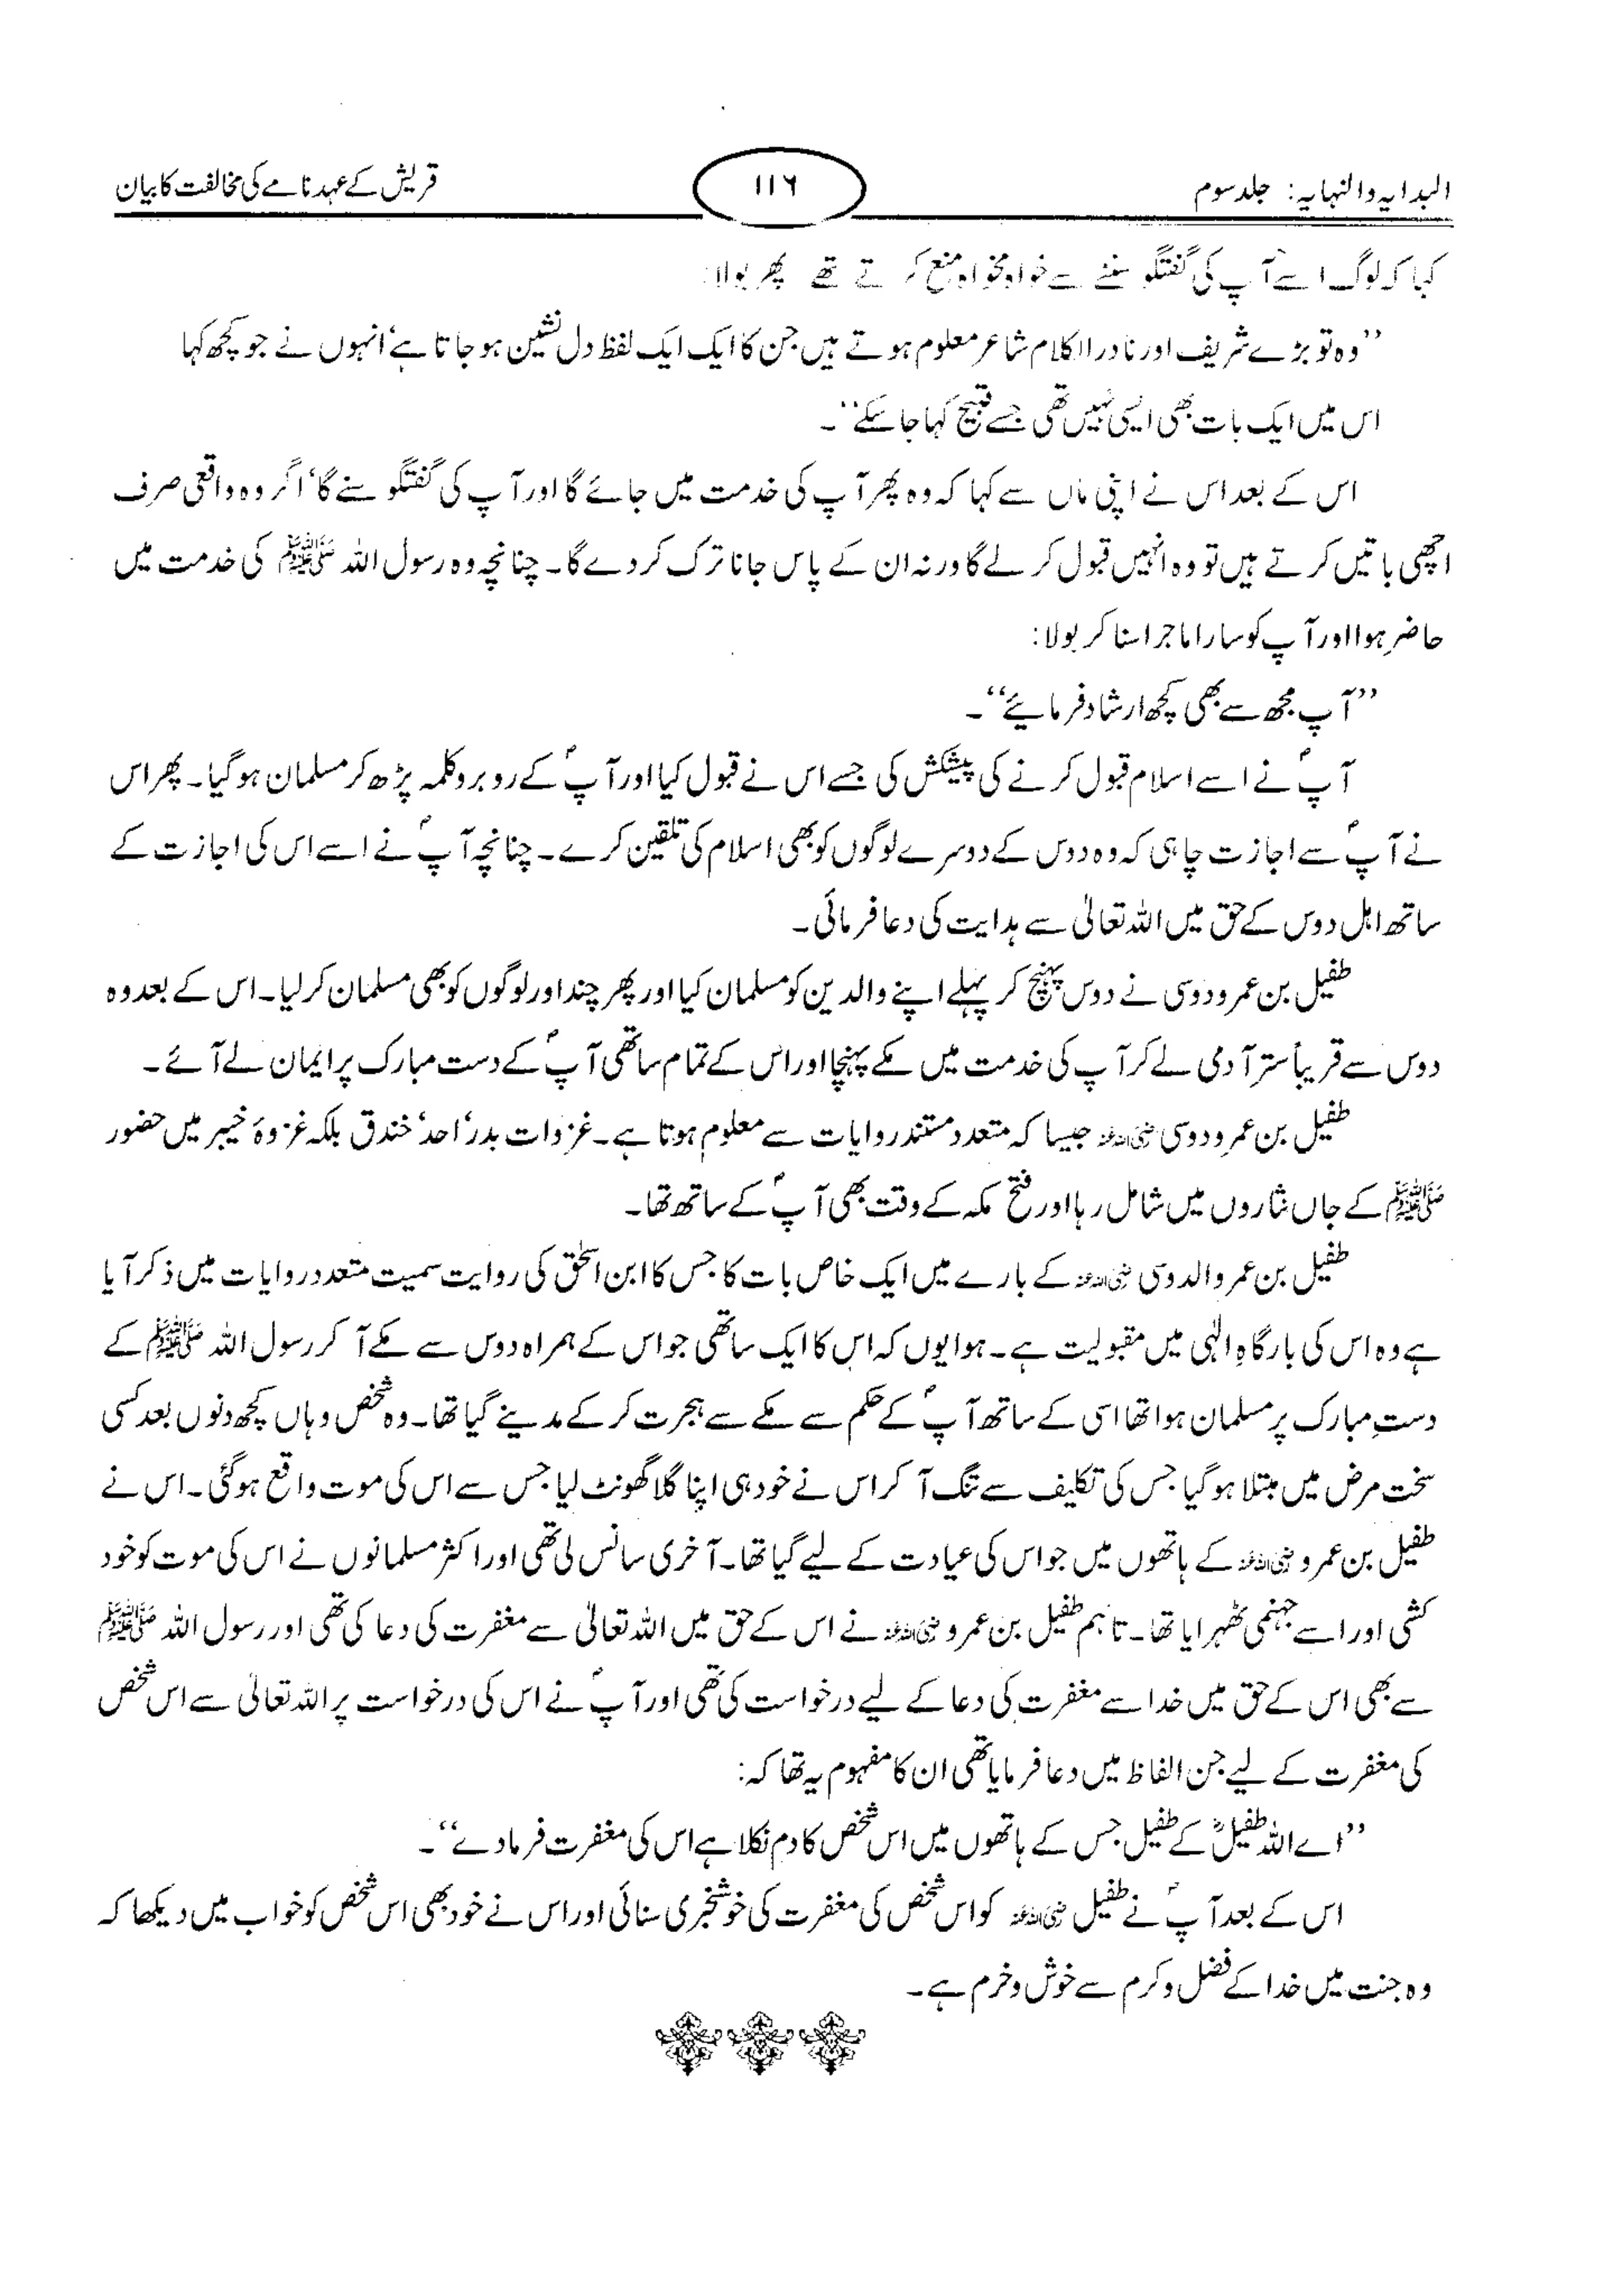 البدایہ والنہایہ: جلد سوم
۱۱۶
قریش کے عہد نامے کی مخالفت کا بیان
کہا کہ لوگ اسے آپ کی گفتگو سننے سے خواہ مخواہ منع کرتے تھے پھر بولا:
’’وہ تو بڑے شریف اور نادر الکلام شاعر معلوم ہوتے ہیں جن کا ایک ایک لفظ دل نشین ہو جاتا ہے‘ انہوں نے جو کچھ کہا
اس میں ایک بات بھی ایسی نہیں تھی جسے قبیح کہا جا سکے‘‘۔
اس کے بعد اس نے اپنی ماں سے کہا کہ وہ پھر آپ کی خدمت میں جائے گا اور آپ کی گفتگو سنے گا‘ اگر وہ واقعی صرف
اچھی باتیں کرتے ہیں تو وہ انہیں قبول کر لے گا ورنہ ان کے پاس جانا ترک کر دے گا۔ چنانچہ وہ رسول اللہ ﷺ کی خدمت میں
حاضر ہوا اور آپ کو سارا ماجرا سنا کر بولا:
’’آپ مجھ سے بھی کچھ ارشاد فرمائیے‘‘۔
آپؐ نے اسے اسلام قبول کرنے کی پیشکش کی جسے اس نے قبول کیا اور آپؐ کے روبرو کلمہ پڑھ کر مسلمان ہو گیا۔ پھر اس
نے آپؐ سے اجازت چاہی کہ وہ دوس کے دوسرے لوگوں کو بھی اسلام کی تلقین کرے۔ چنانچہ آپؐ نے اسے اس کی اجازت کے
ساتھ اہل دوس کے حق میں اللہ تعالیٰ سے ہدایت کی دعا فرمائی۔
طفیل بن عمرو دوسی نے دوس پہنچ کر پہلے اپنے والدین کو مسلمان کیا اور پھر چند اور لوگوں کو بھی مسلمان کر لیا۔ اس کے بعد وہ
دوس سے قریباً ستر آدمی لے کر آپ کی خدمت میں مکے پہنچا اور اس کے تمام ساتھی آپؐ کے دست مبارک پر ایمان لے آئے۔
طفیل بن عمرو دوسی رضی اللہ عنہ جیسا کہ متعدد مستند روایات سے معلوم ہوتا ہے۔ غزوات بدر‘ احد‘ خندق بلکہ غزوۂ خیبر میں حضور
ﷺ کے جاں نثاروں میں شامل رہا اور فتح مکہ کے وقت بھی آپؐ کے ساتھ تھا۔
طفیل بن عمرو الدوسی رضی اللہ عنہ کے بارے میں ایک خاص بات کا جس کا ابن اسحٰق کی روایت سمیت متعدد روایات میں ذکر آیا
ہے وہ اس کی بارگاہِ الٰہی میں مقبولیت ہے۔ ہوا یوں کہ اس کا ایک ساتھی جو اس کے ہمراہ دوس سے مکے آ کر رسول اللہ ﷺ کے
دستِ مبارک پر مسلمان ہوا تھا اسی کے ساتھ آپؐ کے حکم سے مکے سے ہجرت کر کے مدینے گیا تھا۔ وہ شخص وہاں کچھ دنوں بعد کسی
سخت مرض میں مبتلا ہو گیا جس کی تکلیف سے تنگ آ کر اس نے خود ہی اپنا گلا گھونٹ لیا جس سے اس کی موت واقع ہو گئی۔ اس نے
طفیل بن عمرو رضی اللہ عنہ کے ہاتھوں میں جو اس کی عیادت کے لیے گیا تھا۔ آخری سانس لی تھی اور اکثر مسلمانوں نے اس کی موت کو خود
کشی اور اسے جہنمی ٹھہرایا تھا۔ تاہم طفیل بن عمرو رضی اللہ عنہ نے اس کے حق میں اللہ تعالیٰ سے مغفرت کی دعا کی تھی اور رسول اللہ ﷺ
سے بھی اس کے حق میں خدا سے مغفرت کی دعا کے لیے درخواست کی تھی اور آپؐ نے اس کی درخواست پر اللہ تعالیٰ سے اس شخص
کی مغفرت کے لیے جن الفاظ میں دعا فرمایا تھی ان کا مفہوم یہ تھا کہ:
’’اے اللہ طفیلؓ کے طفیل جس کے ہاتھوں میں اس شخص کا دم نکلا ہے اس کی مغفرت فرما دے‘‘۔
اس کے بعد آپؐ نے طفیل رضی اللہ عنہ کو اس شخص کی مغفرت کی خوشخبری سنائی اور اس نے خود بھی اس شخص کو خواب میں دیکھا کہ
وہ جنت میں خدا کے فضل و کرم سے خوش و خرم ہے۔